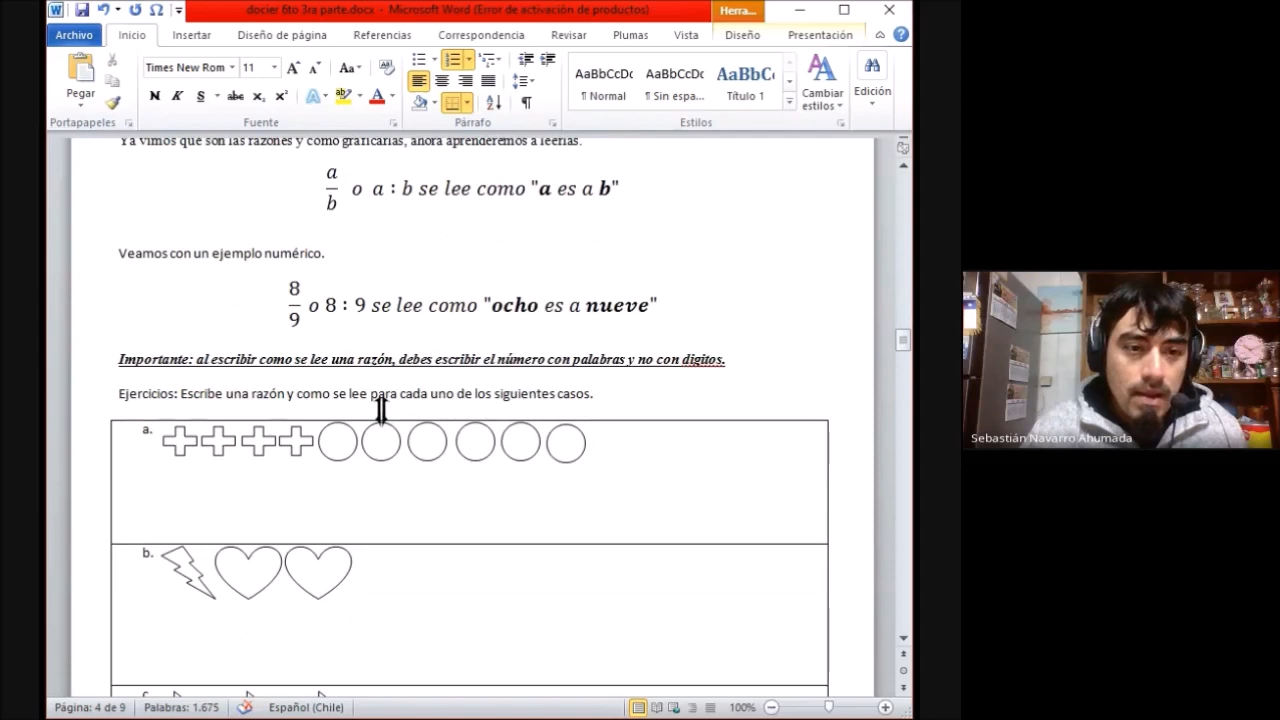 docier 6to 3ra parte.docx - Microsoft Word (Error de activación de productos)
Herra...
Archivo Inicio Insertar Diseño de página Referencias Correspondencia Revisar Plumas Vista Diseño Presentación
Times New Rom 11
Pegar
N K S abc x₂ x²
AaBbCcDc AaBbCcDc AaBbC
¶ Normal ¶ Sin espa... Título 1
Cambiar estilos
Edición
Portapapeles Fuente Párrafo Estilos
Ya vimos que son las razones y como graficarlas, ahora aprenderemos a leerlas.
a/b o a : b se lee como "a es a b"
Veamos con un ejemplo numérico.
8/9 o 8 : 9 se lee como "ocho es a nueve"
Importante: al escribir como se lee una razón, debes escribir el número con palabras y no con digitos.
Ejercicios: Escribe una razón y como se lee para cada uno de los siguientes casos.
a.
b.
Sebastián Navarro Ahumada
Página: 4 de 9 Palabras: 1.675 Español (Chile) 100%